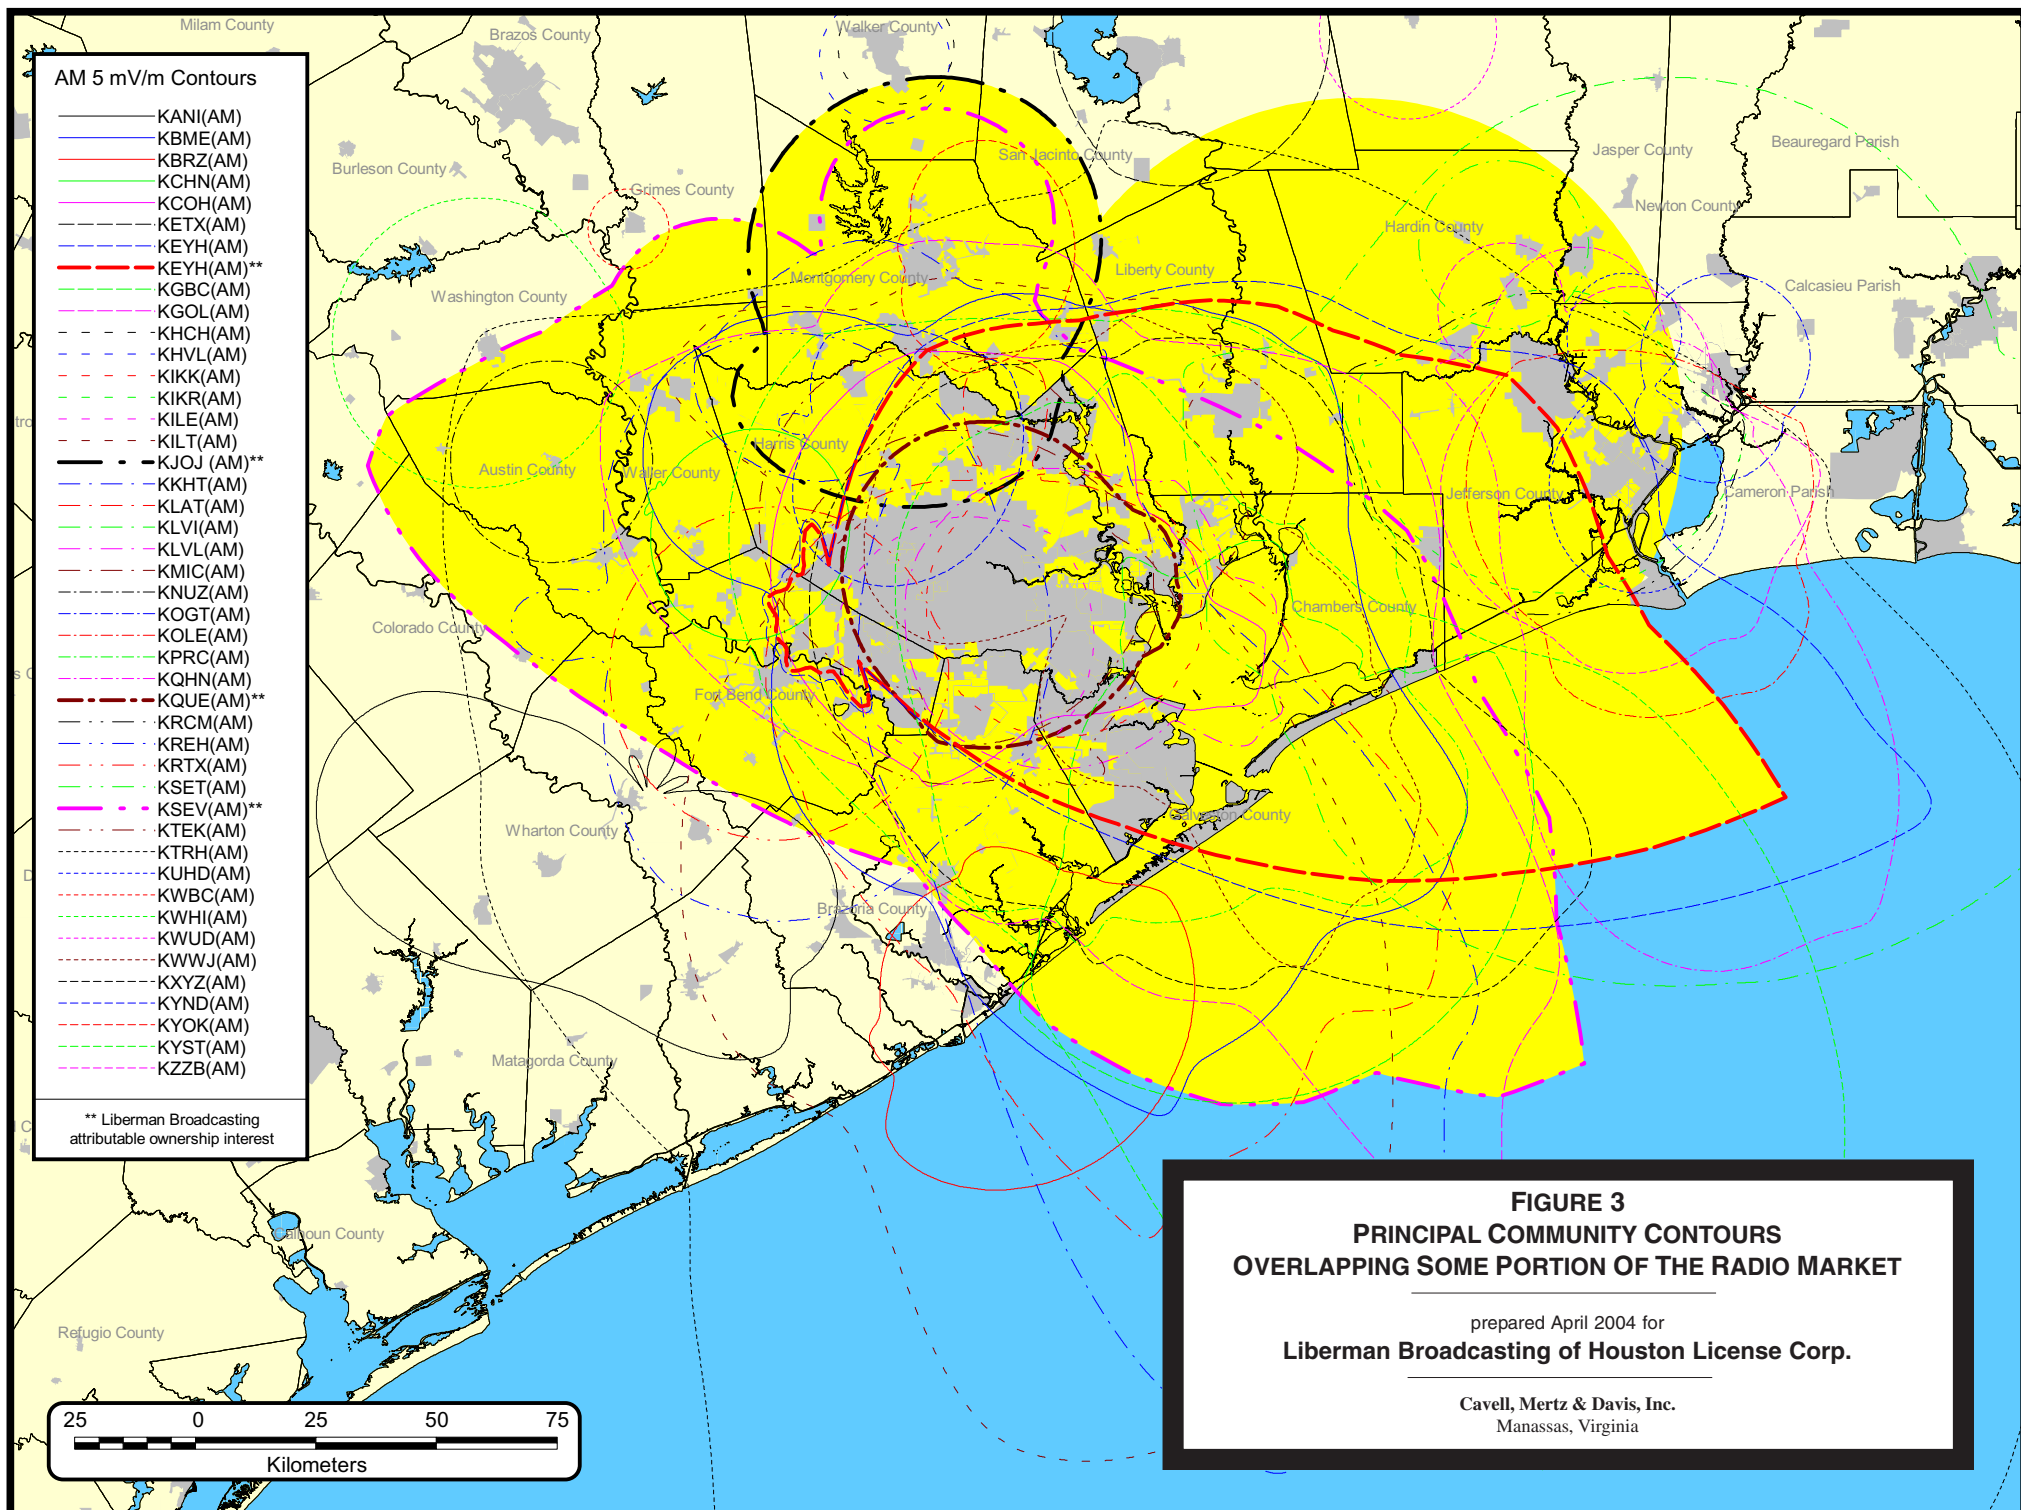 AM 5 mV/m Contours
KANI(AM)
KBME(AM)
KBRZ(AM)
KCHN(AM)
KCOH(AM)
KETX(AM)
KEYH(AM)
KEYH(AM)**
KGBC(AM)
KGOL(AM)
KHCH(AM)
KHVL(AM)
KIKK(AM)
KIKR(AM)
KILE(AM)
KILT(AM)
KJOJ (AM)**
KKHT(AM)
KLAT(AM)
KLVI(AM)
KLVL(AM)
KMIC(AM)
KNUZ(AM)
KOGT(AM)
KOLE(AM)
KPRC(AM)
KQHN(AM)
KQUE(AM)**
KRCM(AM)
KREH(AM)
KRTX(AM)
KSET(AM)
KSEV(AM)**
KTEK(AM)
KTRH(AM)
KUHD(AM)
KWBC(AM)
KWHI(AM)
KWUD(AM)
KWWJ(AM)
KXYZ(AM)
KYND(AM)
KYOK(AM)
KYST(AM)
KZZB(AM)
** Liberman Broadcasting
attributable ownership interest
Milam County
Brazos County
Walker County
Burleson County
Grimes County
San Jacinto County
Jasper County
Beauregard Parish
Newton County
Hardin County
Washington County
Montgomery County
Liberty County
Calcasieu Parish
Austin County
Waller County
Harris County
Jefferson County
Cameron Parish
Colorado County
Chambers County
Fort Bend County
Wharton County
Galveston County
Brazoria County
Matagorda County
Calhoun County
Refugio County
25 0 25 50 75
Kilometers
FIGURE 3
PRINCIPAL COMMUNITY CONTOURS
OVERLAPPING SOME PORTION OF THE RADIO MARKET
prepared April 2004 for
Liberman Broadcasting of Houston License Corp.
Cavell, Mertz & Davis, Inc.
Manassas, Virginia